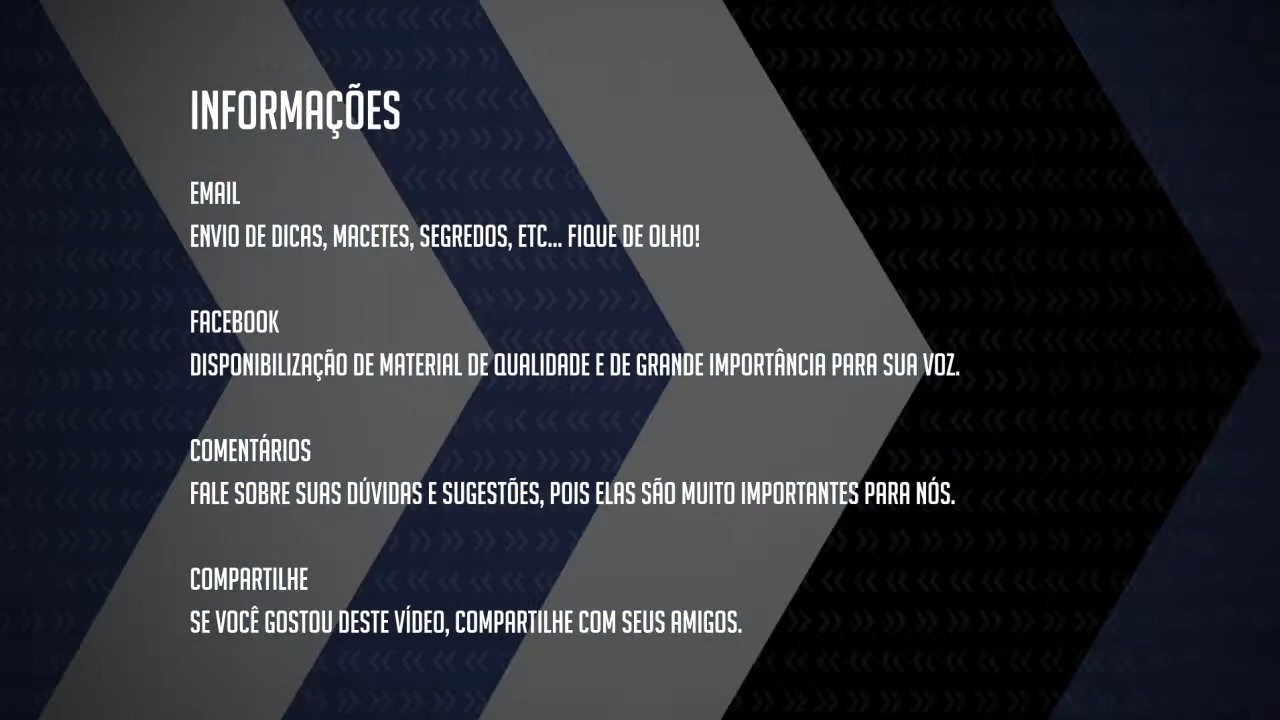 INFORMAÇÕES
EMAIL
ENVIO DE DICAS, MACETES, SEGREDOS, ETC... FIQUE DE OLHO!
FACEBOOK
DISPONIBILIZAÇÃO DE MATERIAL DE QUALIDADE E DE GRANDE IMPORTÂNCIA PARA SUA VOZ.
COMENTÁRIOS
FALE SOBRE SUAS DÚVIDAS E SUGESTÕES, POIS ELAS SÃO MUITO IMPORTANTES PARA NÓS.
COMPARTILHE
SE VOCÊ GOSTOU DESTE VÍDEO, COMPARTILHE COM SEUS AMIGOS.